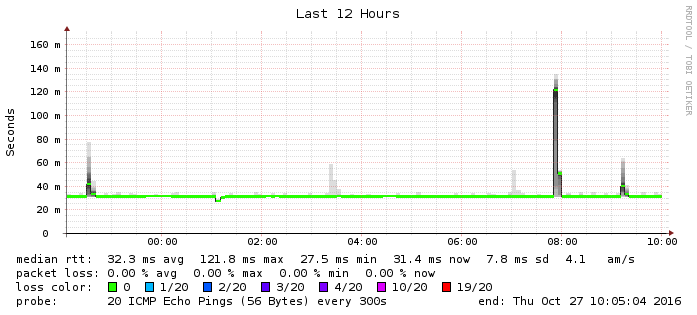 Last 12 Hours
RRDTOOL / TOBI OETIKER
Seconds
160 m
140 m
120 m
100 m
80 m
60 m
40 m
20 m
0
00:00 02:00 04:00 06:00 08:00 10:00
median rtt: 32.3 ms avg 121.8 ms max 27.5 ms min 31.4 ms now 7.8 ms sd 4.1 am/s
packet loss: 0.00 % avg 0.00 % max 0.00 % min 0.00 % now
loss color: 0 1/20 2/20 3/20 4/20 10/20 19/20
probe: 20 ICMP Echo Pings (56 Bytes) every 300s end: Thu Oct 27 10:05:04 2016